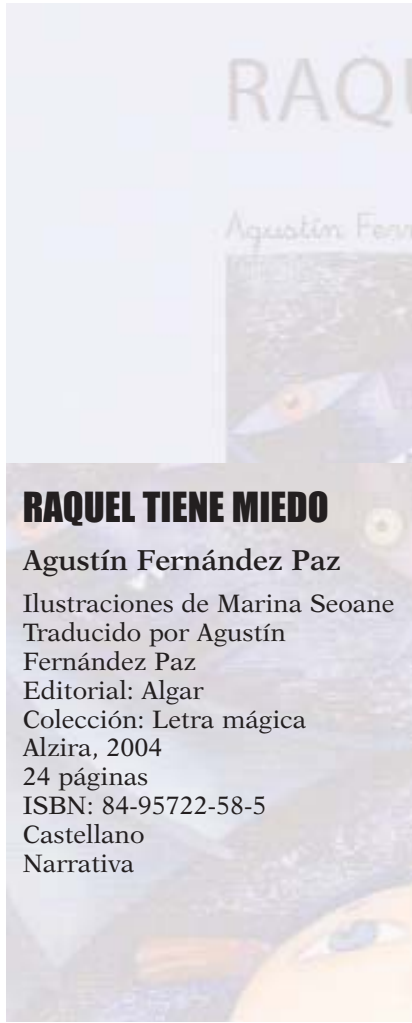 RAQU
Agustín Fern
RAQUEL TIENE MIEDO
Agustín Fernández Paz
Ilustraciones de Marina Seoane
Traducido por Agustín
Fernández Paz
Editorial: Algar
Colección: Letra mágica
Alzira, 2004
24 páginas
ISBN: 84-95722-58-5
Castellano
Narrativa